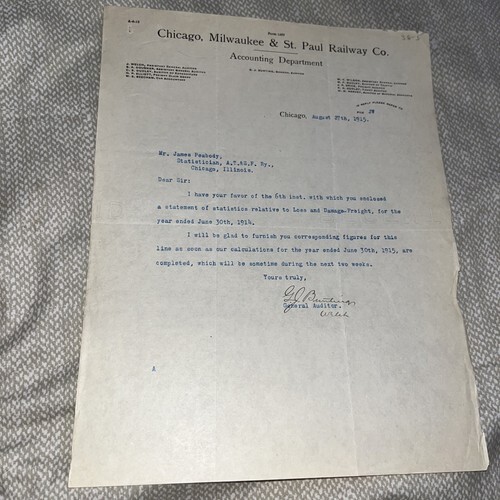 Chicago, Milwaukee & St. Paul Railway Co.
Accounting Department
General Auditor
Chicago, August 27th, 1915.
Mr. James Peabody,
Statistician, A.T.&S.F. Ry.,
Chicago, Illinois.
Dear Sir:
I have your favor of the 6th inst. with which you enclosed
a statement of statistics relative to Loss and Damage-Freight, for the
year ended June 30th, 1914.
I will be glad to furnish you corresponding figures for this
line as soon as our calculations for the year ended June 30th, 1915, are
completed, which will be sometime during the next two weeks.
Yours truly,
General Auditor.
A